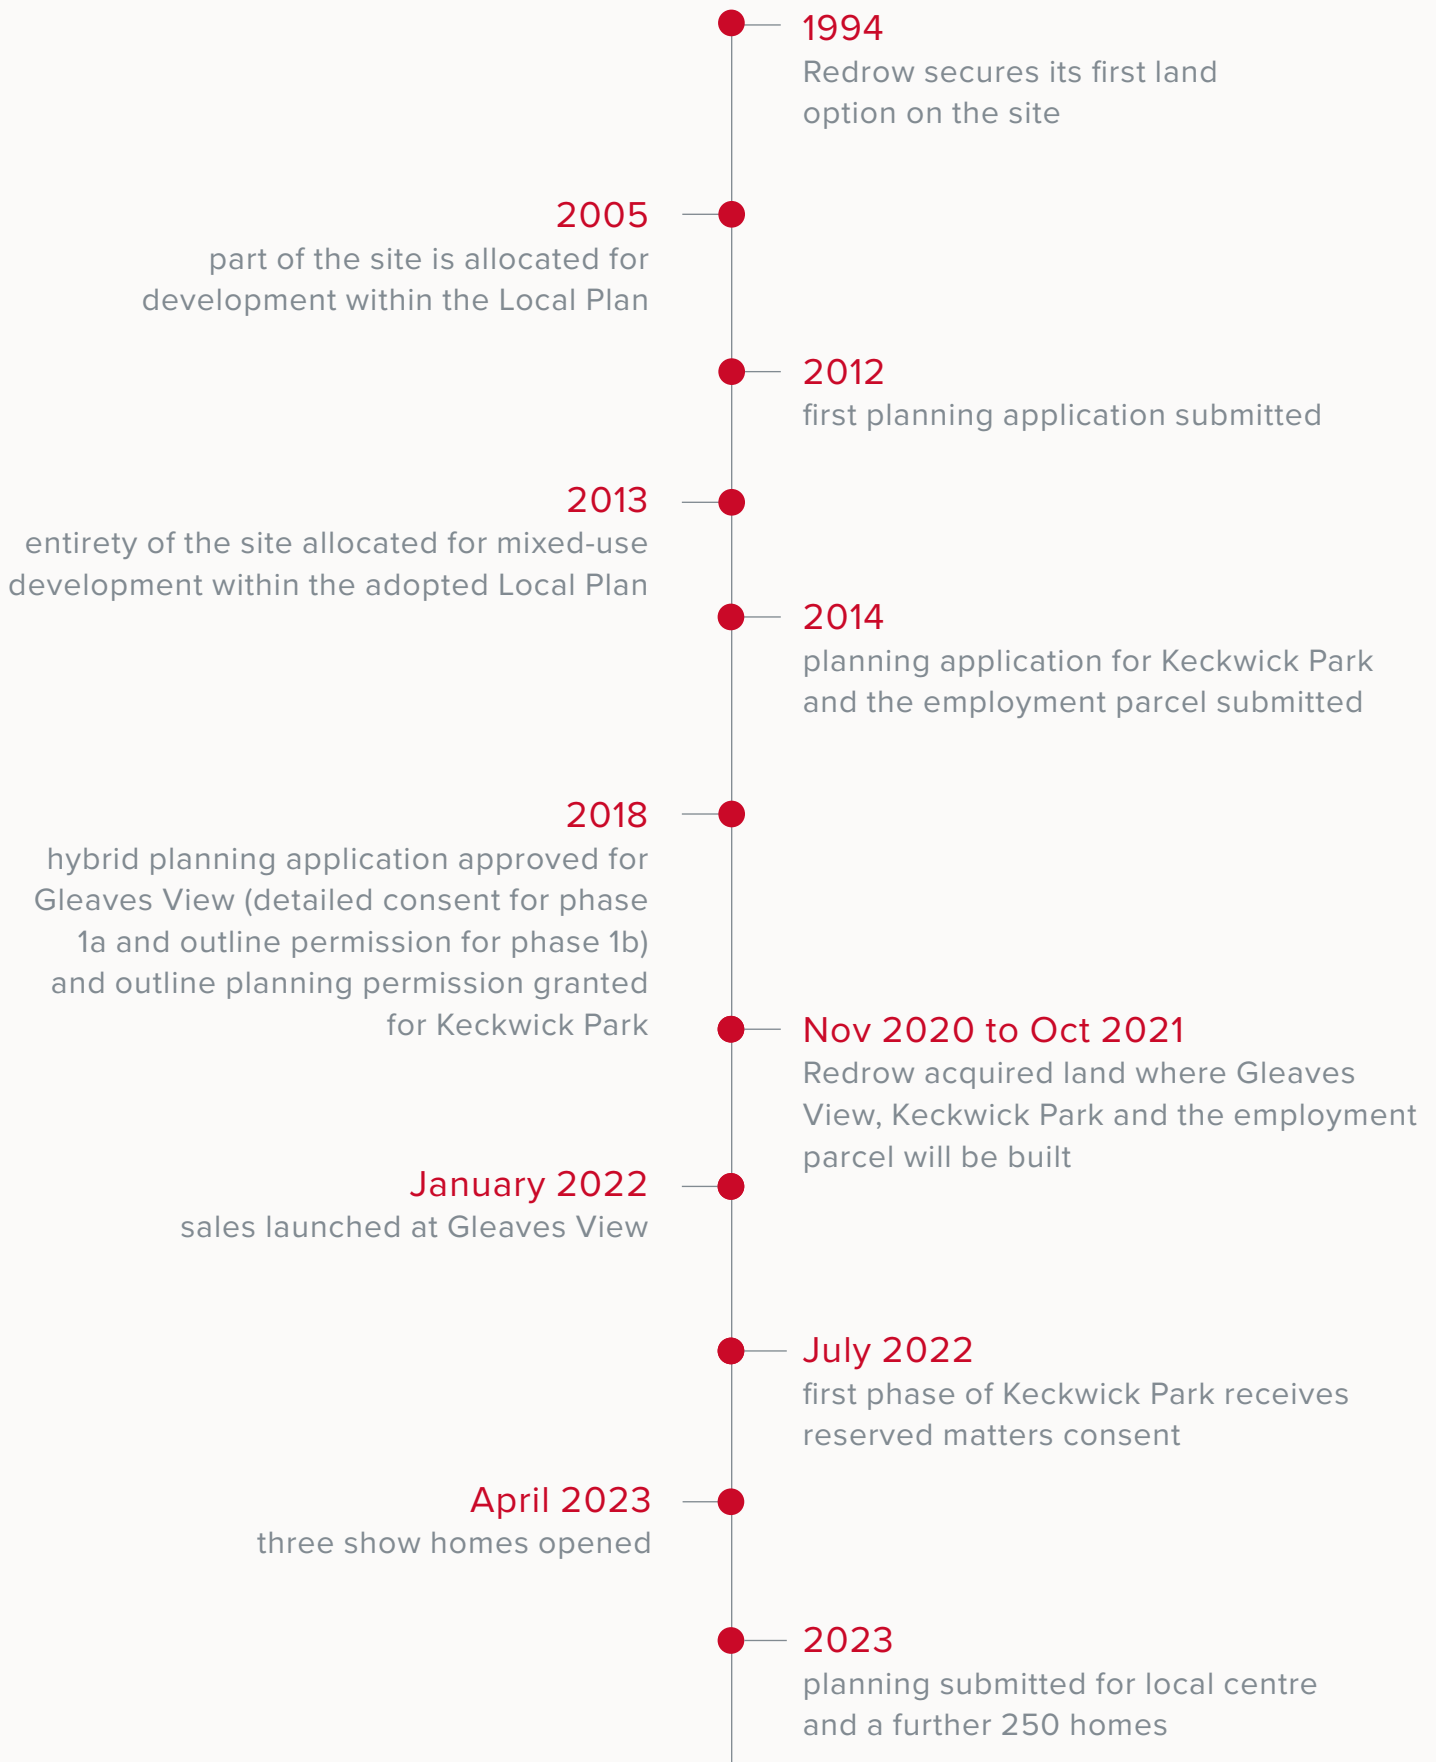 1994
Redrow secures its first land
option on the site
2005
part of the site is allocated for
development within the Local Plan
2012
first planning application submitted
2013
entirety of the site allocated for mixed-use
development within the adopted Local Plan
2014
planning application for Keckwick Park
and the employment parcel submitted
2018
hybrid planning application approved for
Gleaves View (detailed consent for phase
1a and outline permission for phase 1b)
and outline planning permission granted
for Keckwick Park
Nov 2020 to Oct 2021
Redrow acquired land where Gleaves
View, Keckwick Park and the employment
parcel will be built
January 2022
sales launched at Gleaves View
July 2022
first phase of Keckwick Park receives
reserved matters consent
April 2023
three show homes opened
2023
planning submitted for local centre
and a further 250 homes